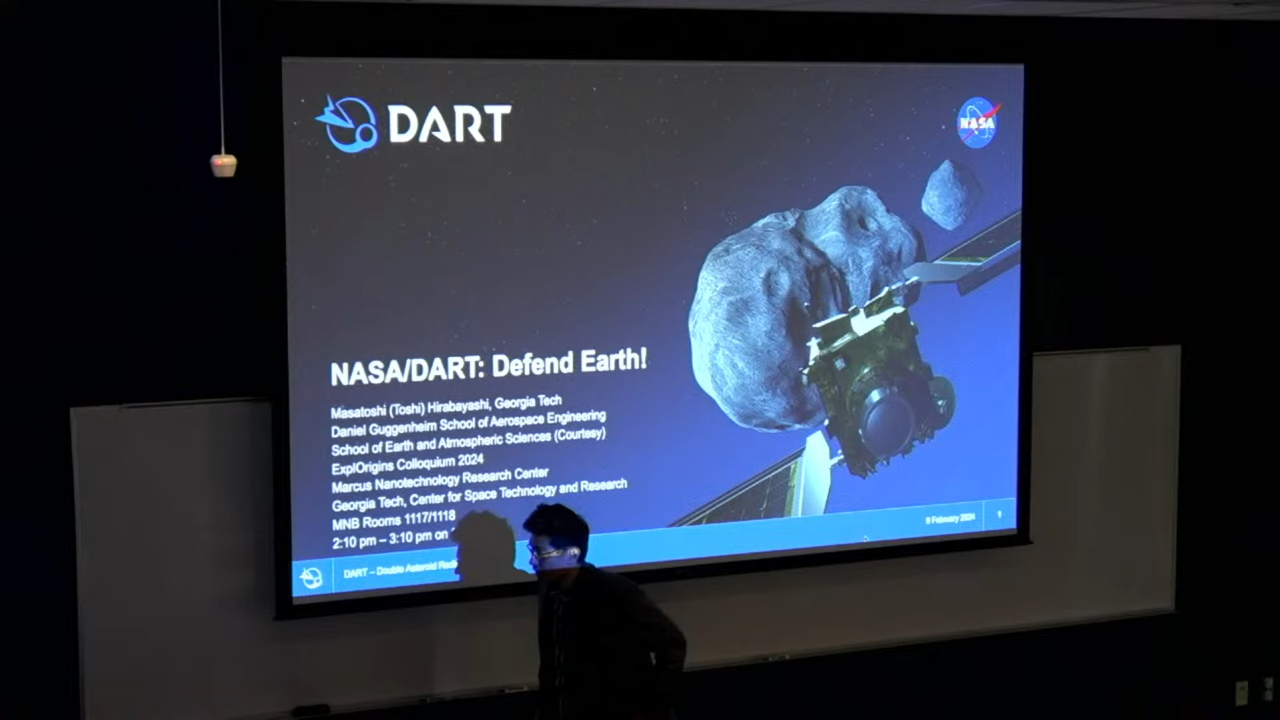 DART
NASA
NASA/DART: Defend Earth!
Masatoshi (Toshi) Hirabayashi, Georgia Tech
Daniel Guggenheim School of Aerospace Engineering
School of Earth and Atmospheric Sciences (Courtesy)
ExplOrigins Colloquium 2024
Marcus Nanotechnology Research Center
Georgia Tech, Center for Space Technology and Research
MNB Rooms 1117/1118
2:10 pm – 3:10 pm on
DART – Double Asteroid
9 February 2024
1